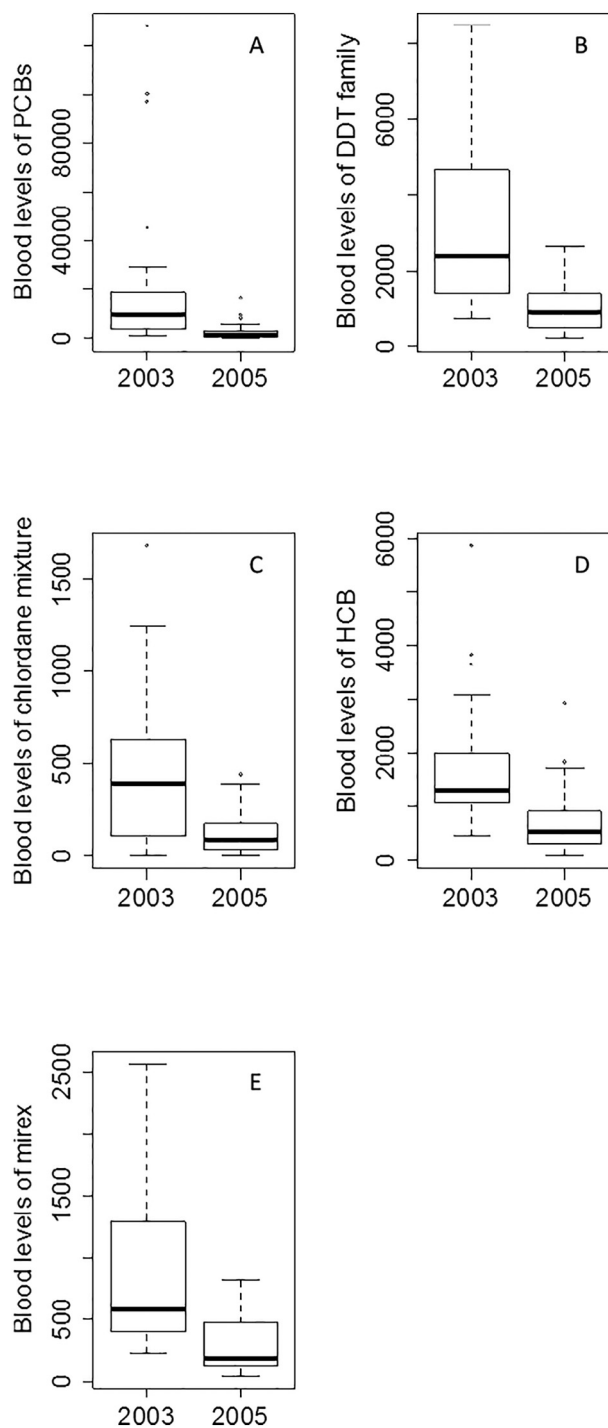 A
Blood levels of PCBs
80000
40000
0
2003 2005
B
Blood levels of DDT family
6000
2000
0
2003 2005
C
Blood levels of chlordane mixture
1500
1000
500
0
2003 2005
D
Blood levels of HCB
6000
4000
2000
0
2003 2005
E
Blood levels of mirex
2500
1500
500
0
2003 2005